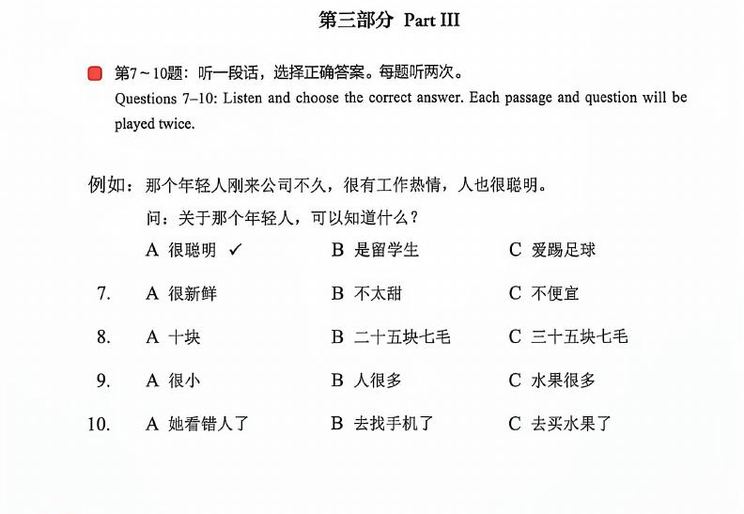 第三部分 Part III
第7~10题：听一段话，选择正确答案。每题听两次。
Questions 7–10: Listen and choose the correct answer. Each passage and question will be
played twice.
例如：那个年轻人刚来公司不久，很有工作热情，人也很聪明。
问：关于那个年轻人，可以知道什么？
A 很聪明 ✓ B 是留学生 C 爱踢足球
7. A 很新鲜 B 不太甜 C 不便宜
8. A 十块 B 二十五块七毛 C 三十五块七毛
9. A 很小 B 人很多 C 水果很多
10. A 她看错人了 B 去找手机了 C 去买水果了